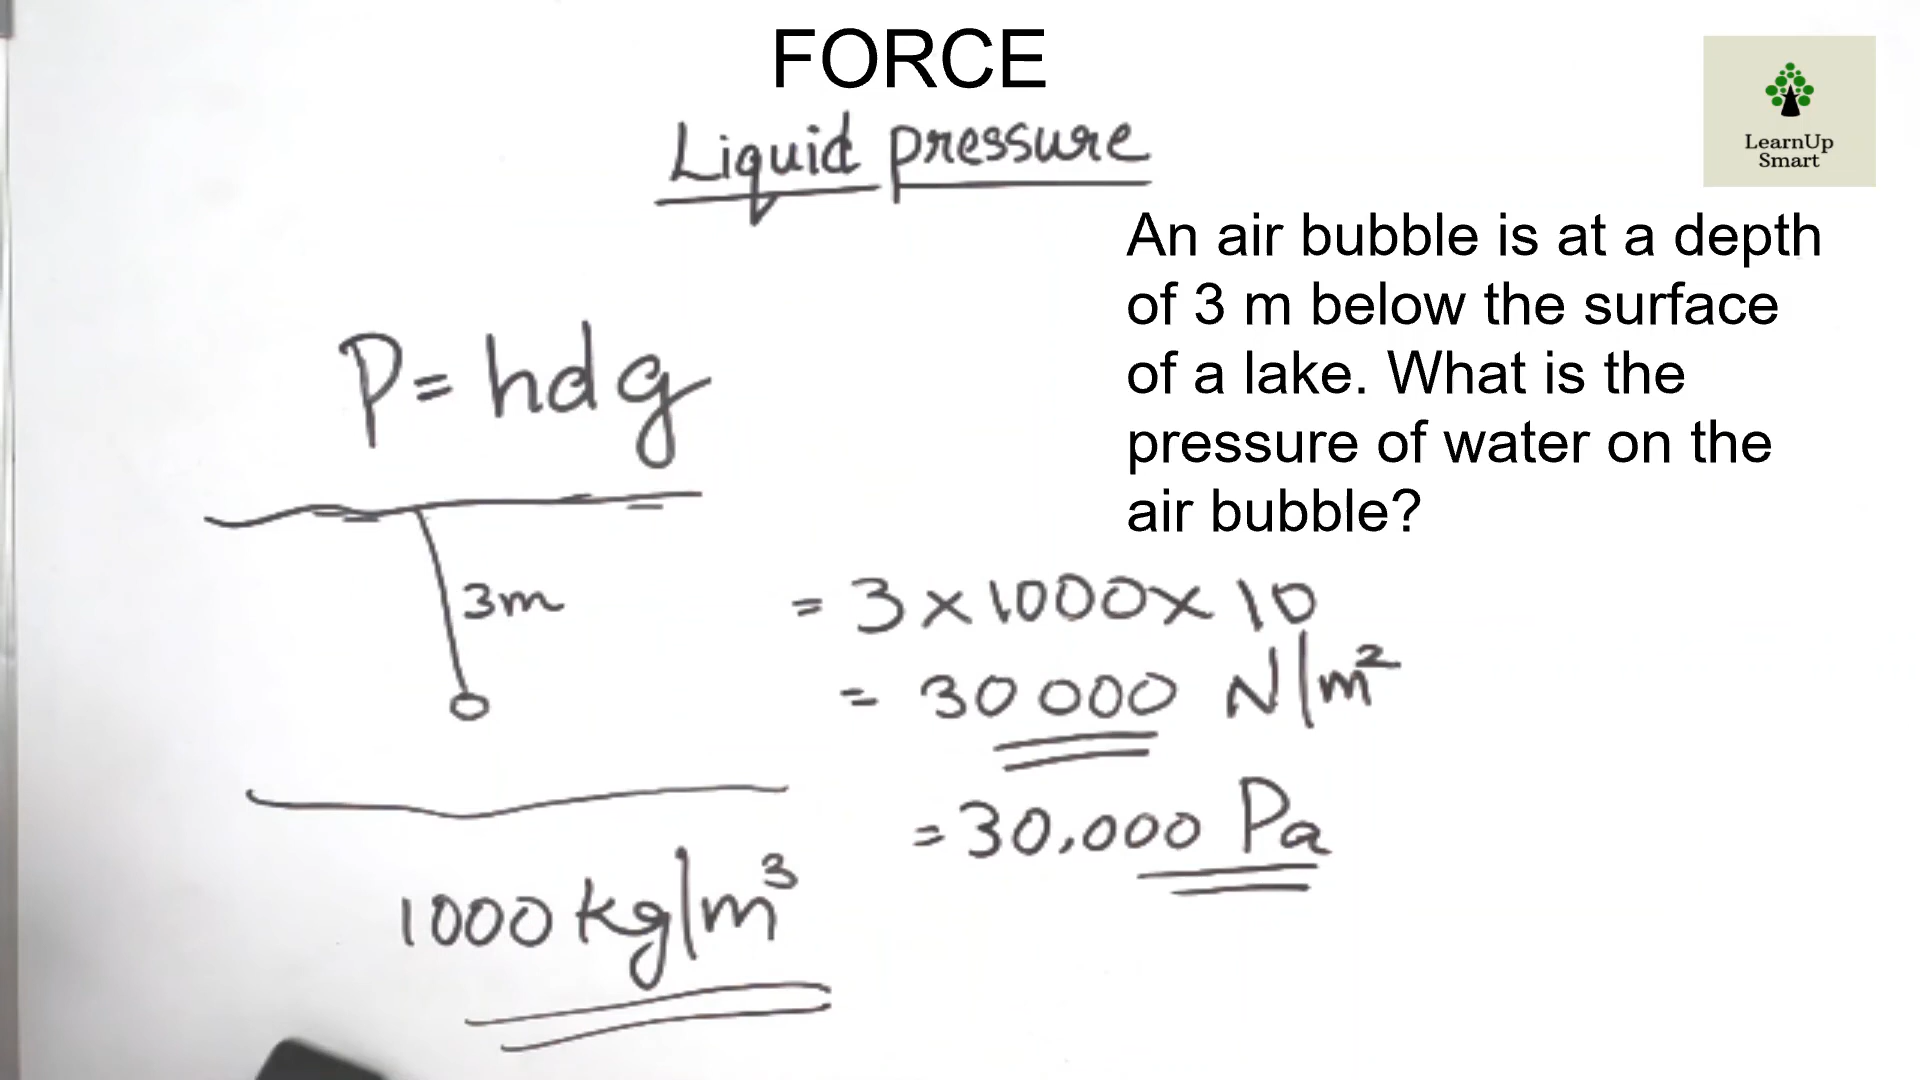 FORCE
LearnUp
Smart
Liquid pressure
An air bubble is at a depth
of 3 m below the surface
of a lake. What is the
pressure of water on the
air bubble?
P = hdg
3m
= 3 x 1000 x 10
= 30 000 N/m²
= 30,000 Pa
1000 kg/m³